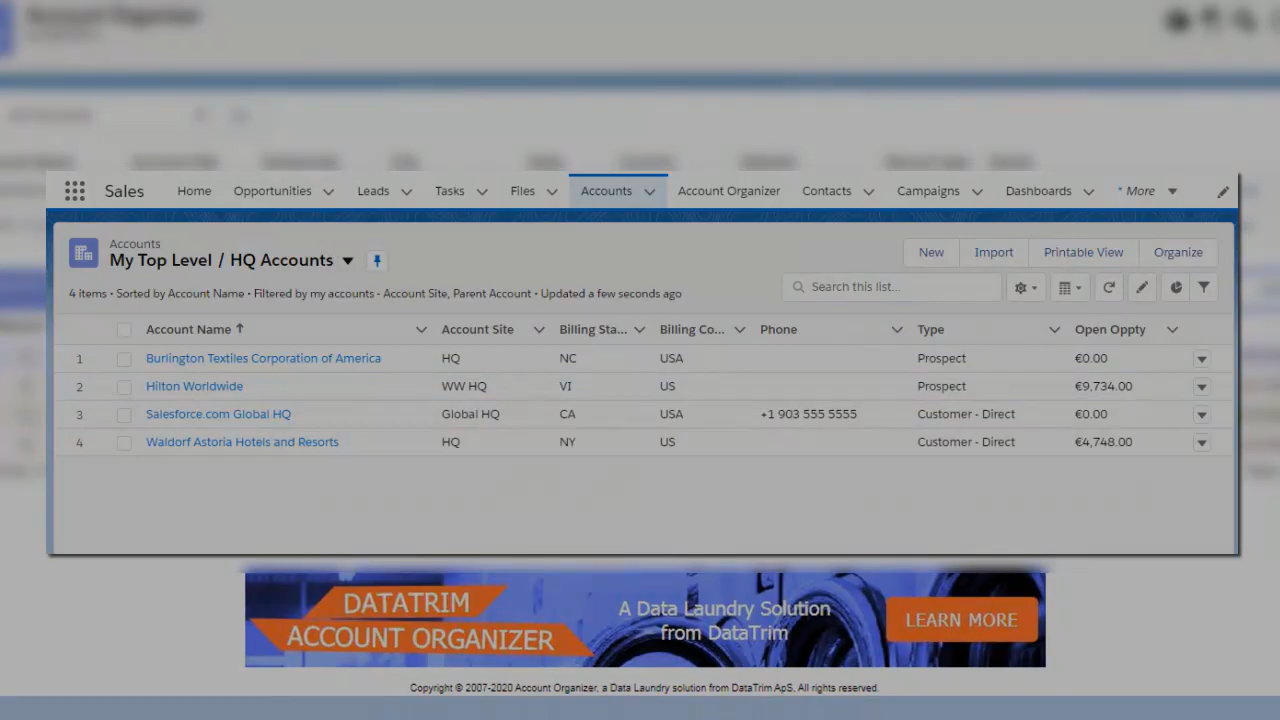 Account Organizer
Sales Home Opportunities Leads Tasks Files Accounts Account Organizer Contacts Campaigns Dashboards * More
Accounts
My Top Level / HQ Accounts
New Import Printable View Organize
4 items • Sorted by Account Name • Filtered by my accounts - Account Site, Parent Account • Updated a few seconds ago
Search this list...
Account Name ↑ Account Site Billing Sta... Billing Co... Phone Type Open Oppty
1 Burlington Textiles Corporation of America HQ NC USA Prospect €0.00
2 Hilton Worldwide WW HQ VI US Prospect €9,734.00
3 Salesforce.com Global HQ Global HQ CA USA +1 903 555 5555 Customer - Direct €0.00
4 Waldorf Astoria Hotels and Resorts HQ NY US Customer - Direct €4,748.00
DATATRIM
ACCOUNT ORGANIZER
A Data Laundry Solution
from DataTrim
LEARN MORE
Copyright © 2007-2020 Account Organizer, a Data Laundry solution from DataTrim ApS. All rights reserved.